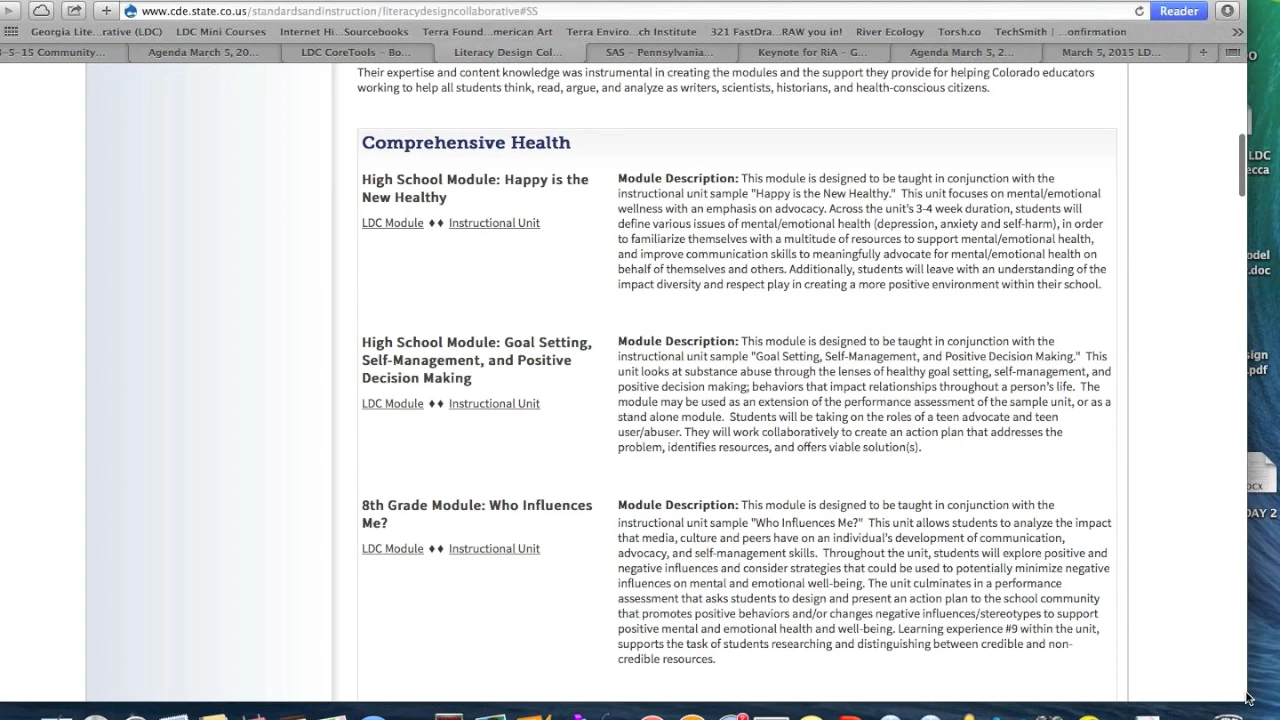 www.cde.state.co.us/standardsandinstruction/literacydesigncollaborative#SS
Reader
Georgia Lite...rative (LDC) LDC Mini Courses Internet Hi...Sourcebooks Terra Found...merican Art Terra Enviro...ch Institute 321 FastDra...RAW you in! River Ecology Torsh.co TechSmith | ...onfirmation
3-5-15 Community... Agenda March 5, 20... LDC CoreTools - Bo... Literacy Design Col... SAS - Pennsylvania... Keynote for RiA - G... Agenda March 5, 2... March 5, 2015 LD...
Their expertise and content knowledge was instrumental in creating the modules and the support they provide for helping Colorado educators
working to help all students think, read, argue, and analyze as writers, scientists, historians, and health-conscious citizens.
Comprehensive Health
High School Module: Happy is the
New Healthy
LDC Module ♦♦ Instructional Unit
Module Description: This module is designed to be taught in conjunction with the
instructional unit sample "Happy is the New Healthy." This unit focuses on mental/emotional
wellness with an emphasis on advocacy. Across the unit's 3-4 week duration, students will
define various issues of mental/emotional health (depression, anxiety and self-harm), in order
to familiarize themselves with a multitude of resources to support mental/emotional health,
and improve communication skills to meaningfully advocate for mental/emotional health on
behalf of themselves and others. Additionally, students will leave with an understanding of the
impact diversity and respect play in creating a more positive environment within their school.
High School Module: Goal Setting,
Self-Management, and Positive
Decision Making
LDC Module ♦♦ Instructional Unit
Module Description: This module is designed to be taught in conjunction with the
instructional unit sample "Goal Setting, Self-Management, and Positive Decision Making." This
unit looks at substance abuse through the lenses of healthy goal setting, self-management, and
positive decision making; behaviors that impact relationships throughout a person's life. The
module may be used as an extension of the performance assessment of the sample unit, or as a
stand alone module. Students will be taking on the roles of a teen advocate and teen
user/abuser. They will work collaboratively to create an action plan that addresses the
problem, identifies resources, and offers viable solution(s).
8th Grade Module: Who Influences
Me?
LDC Module ♦♦ Instructional Unit
Module Description: This module is designed to be taught in conjunction with the
instructional unit sample "Who Influences Me?" This unit allows students to analyze the impact
that media, culture and peers have on an individual's development of communication,
advocacy, and self-management skills. Throughout the unit, students will explore positive and
negative influences and consider strategies that could be used to potentially minimize negative
influences on mental and emotional well-being. The unit culminates in a performance
assessment that asks students to design and present an action plan to the school community
that promotes positive behaviors and/or changes negative influences/stereotypes to support
positive mental and emotional health and well-being. Learning experience #9 within the unit,
supports the task of students researching and distinguishing between credible and non-
credible resources.
LDC
ecca
odel
.doc
sign
.pdf
OCX
DAY 2